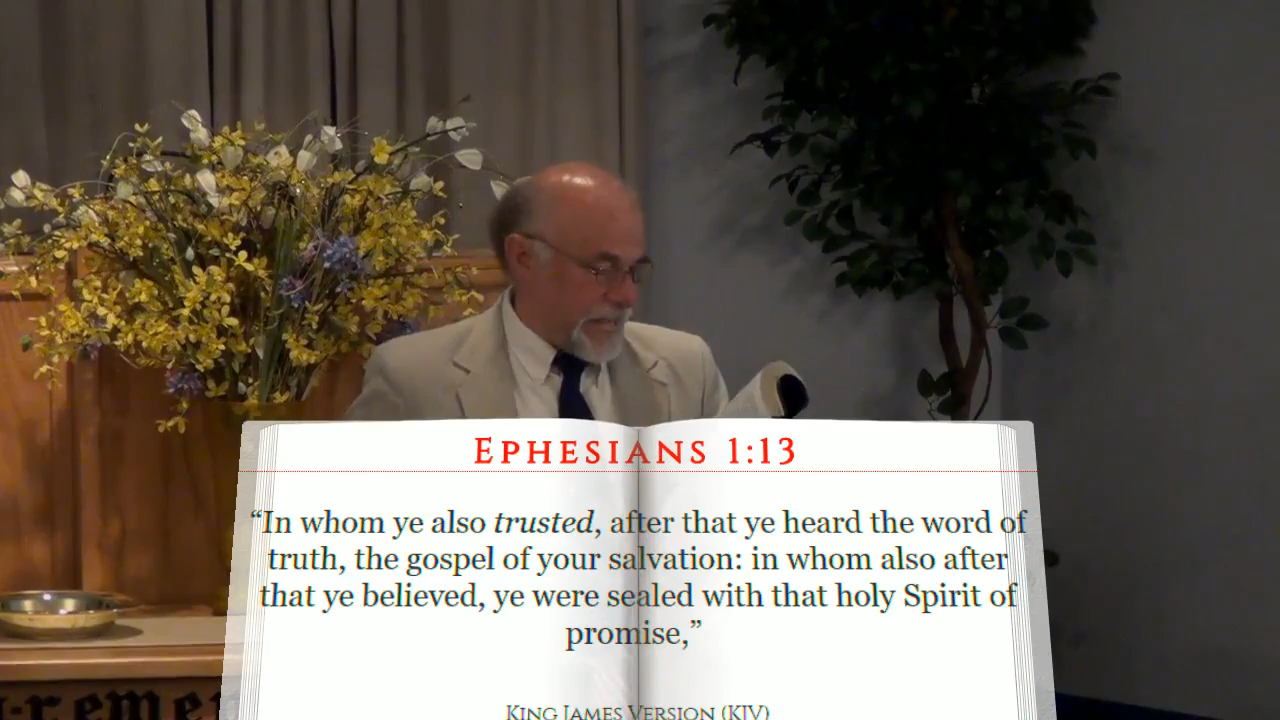 Ephesians 1:13
“In whom ye also trusted, after that ye heard the word of
truth, the gospel of your salvation: in whom also after
that ye believed, ye were sealed with that holy Spirit of
promise,”
King James Version (KJV)